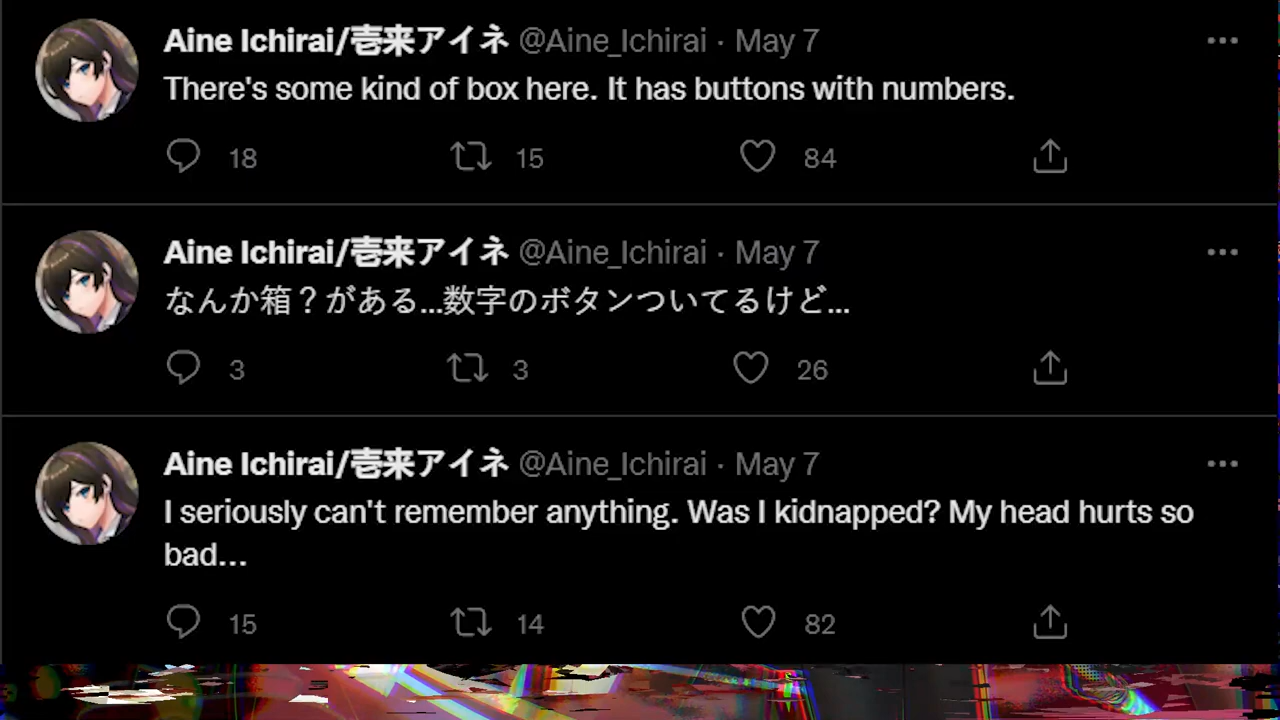 Aine Ichirai/壱来アイネ @Aine_Ichirai · May 7
There's some kind of box here. It has buttons with numbers.
18 15 84
Aine Ichirai/壱来アイネ @Aine_Ichirai · May 7
なんか箱？がある...数字のボタンついてるけど...
3 3 26
Aine Ichirai/壱来アイネ @Aine_Ichirai · May 7
I seriously can't remember anything. Was I kidnapped? My head hurts so
bad...
15 14 82